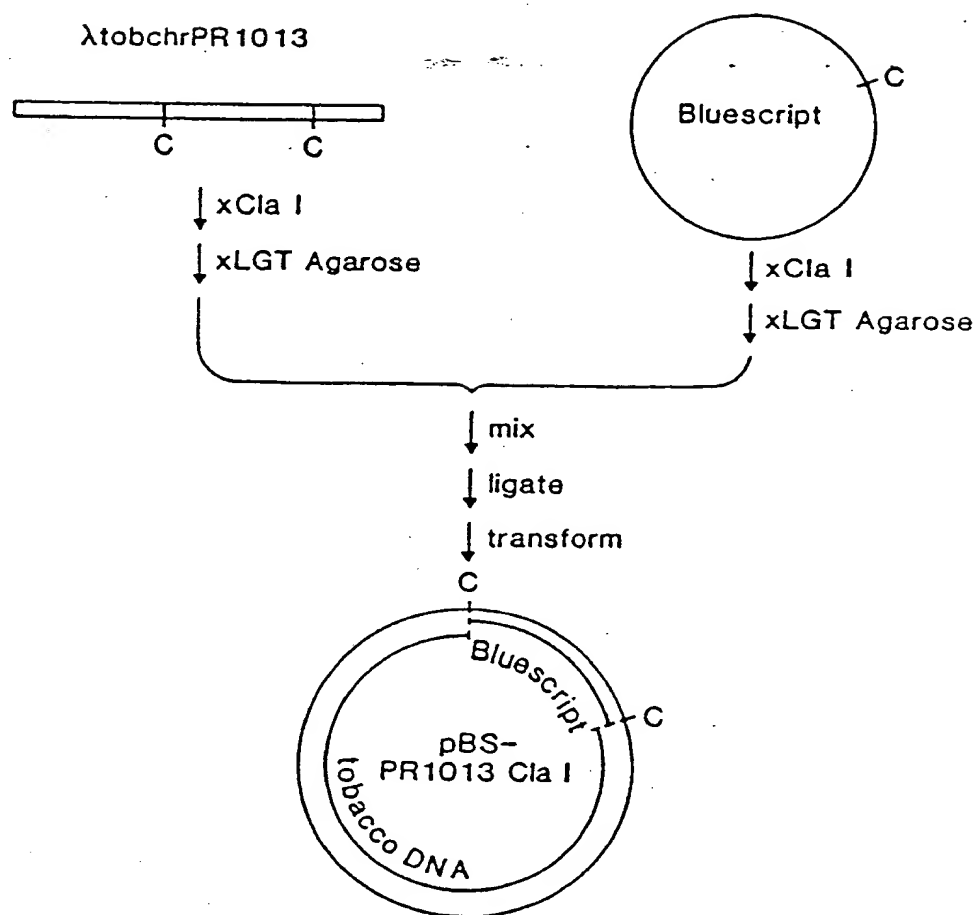 λtobchrPR1013
C
C
xCla I
xLGT Agarose
Bluescript
C
xCla I
xLGT Agarose
mix
ligate
transform
C
Bluescript
C
pBS-
PR1013 Cla I
tobacco DNA